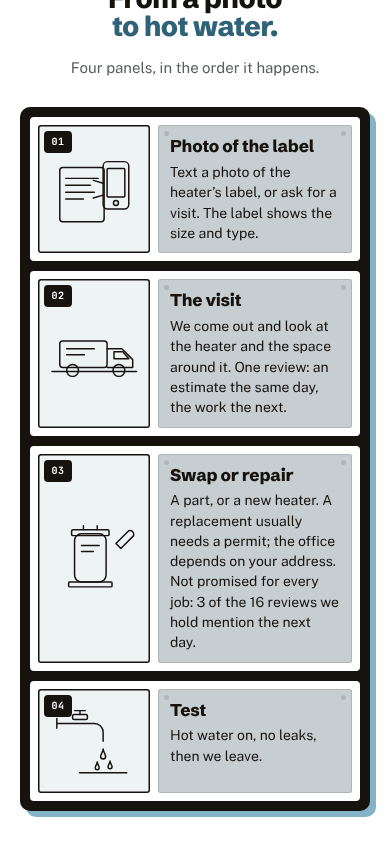 From a photo
to hot water.
Four panels, in the order it happens.
01
Photo of the label
Text a photo of the
heater’s label, or ask for a
visit. The label shows the
size and type.
02
The visit
We come out and look at
the heater and the space
around it. One review: an
estimate the same day,
the work the next.
03
Swap or repair
A part, or a new heater. A
replacement usually
needs a permit; the office
depends on your address.
Not promised for every
job: 3 of the 16 reviews we
hold mention the next
day.
04
Test
Hot water on, no leaks,
then we leave.